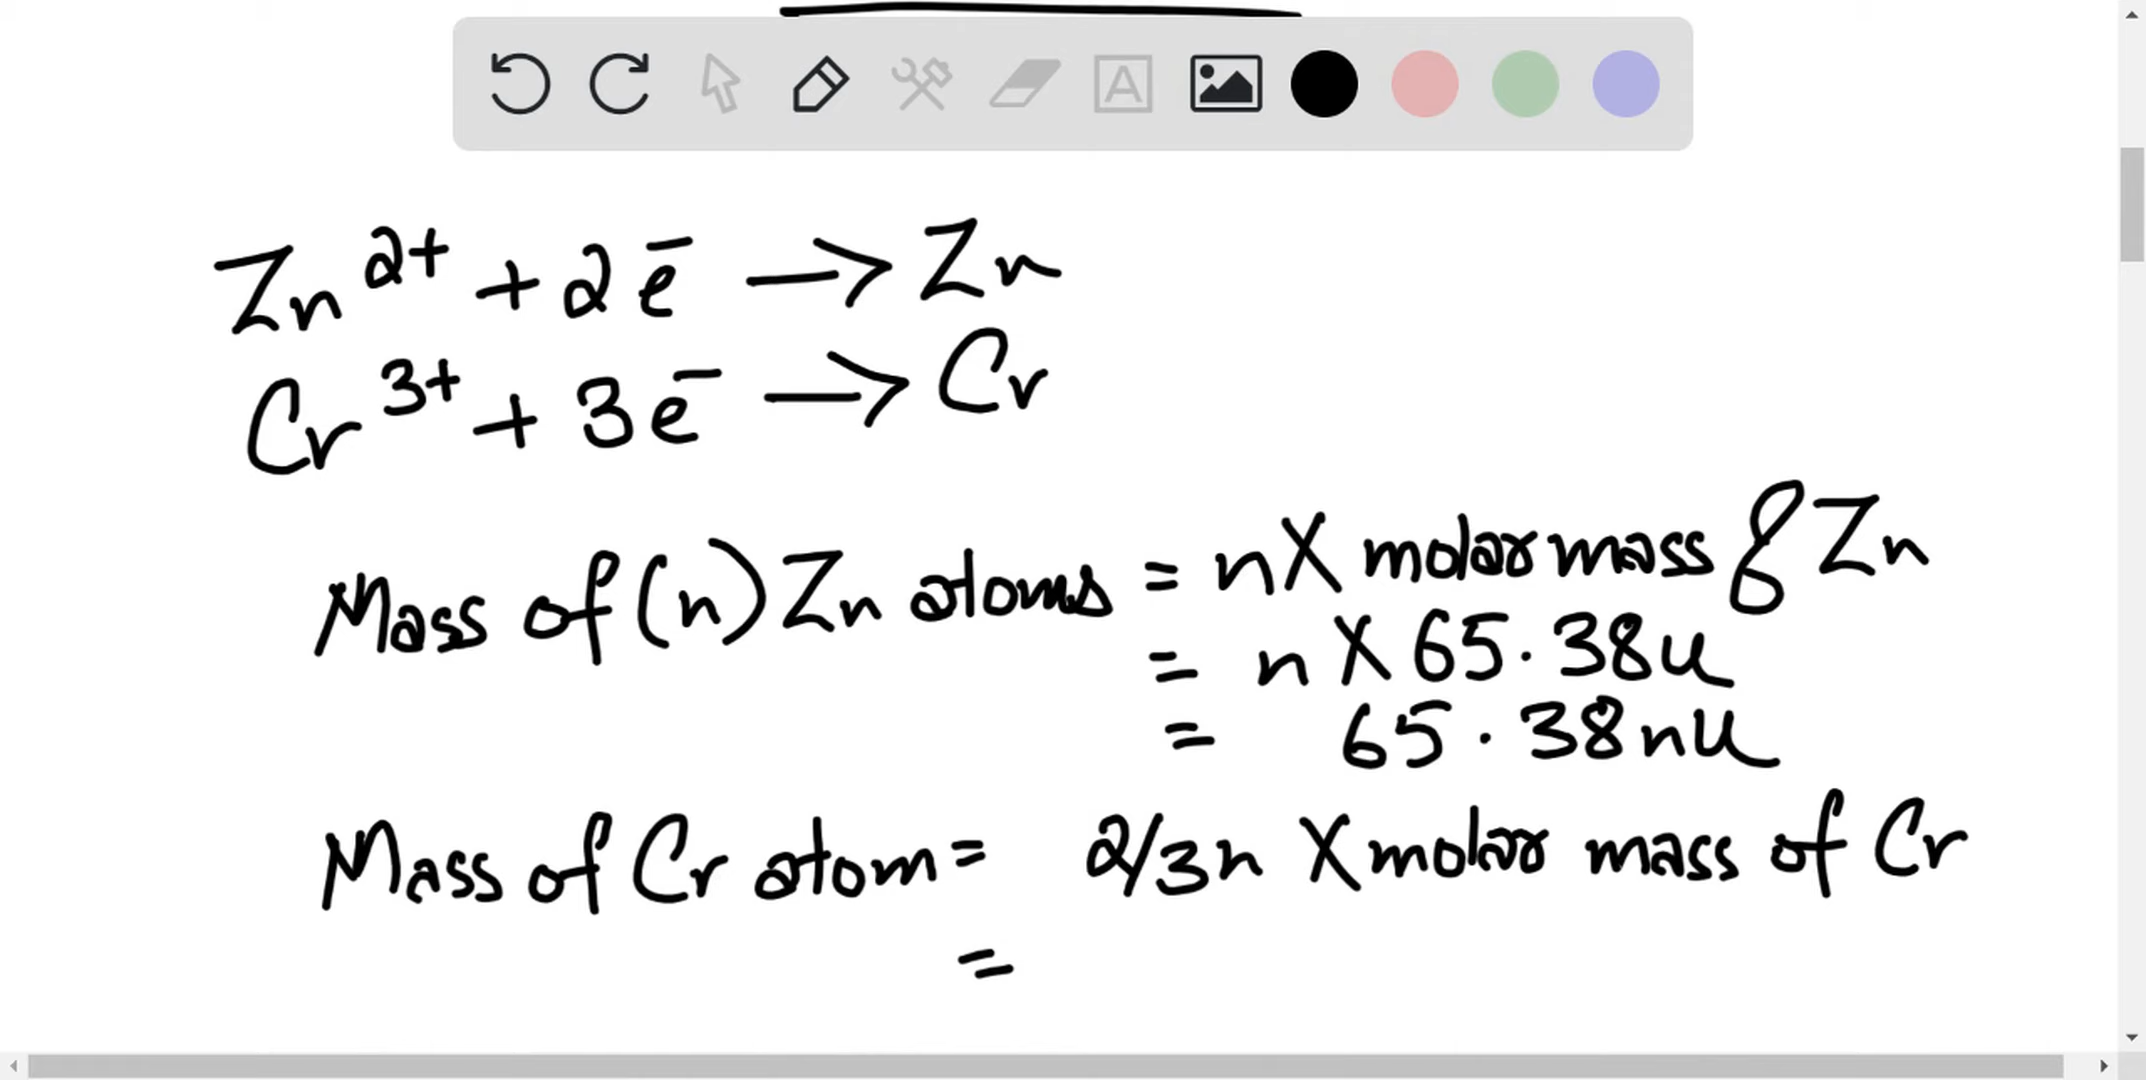 Zn²⁺ + 2e⁻ → Zn
Cr³⁺ + 3e⁻ → Cr
Mass of (n) Zn atoms = n X molar mass of Zn
= n X 65.38u
= 65.38nu
Mass of Cr atom = 2/3n X molar mass of Cr
=